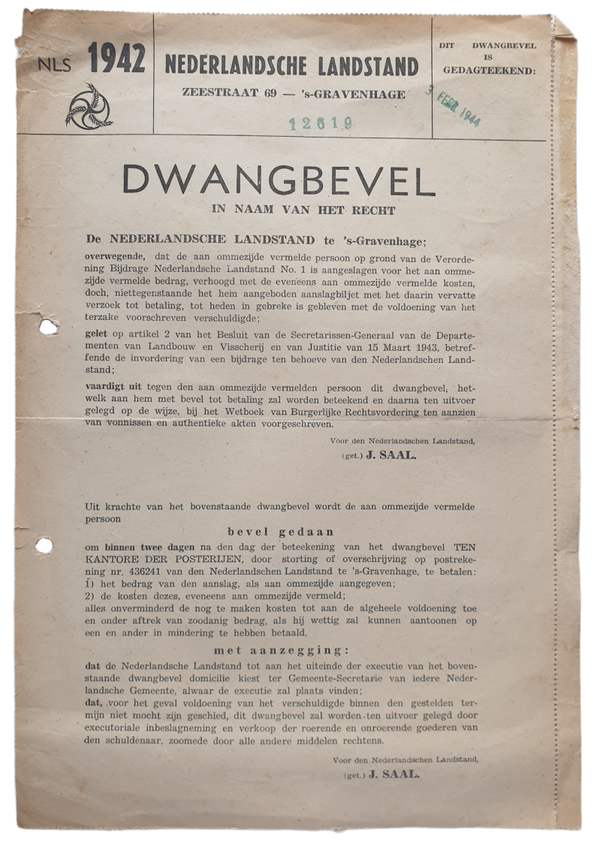 NLS 1942
NEDERLANDSCHE LANDSTAND
ZEESTRAAT 69 — 's-GRAVENHAGE
12619
DIT DWANGBEVEL
IS
GEDAGTEEKEND:
3 FEBR. 1944
DWANGBEVEL
IN NAAM VAN HET RECHT
De NEDERLANDSCHE LANDSTAND te 's-Gravenhage;
overwegende, dat de aan ommezijde vermelde persoon op grond van de Verorde-
ning Bijdrage Nederlandsche Landstand No. 1 is aangeslagen voor het aan omme-
zijde vermelde bedrag, verhoogd met de eveneens aan ommezijde vermelde kosten,
doch, niettegenstaande het hem aangeboden aanslagbiljet met het daarin vervatte
verzoek tot betaling, tot heden in gebreke is gebleven met de voldoening van het
terzake voorschreven verschuldigde;
gelet op artikel 2 van het Besluit van de Secretarissen-Generaal van de Departe-
menten van Landbouw en Visscherij en van Justitie van 15 Maart 1943, betref-
fende de invordering van een bijdrage ten behoeve van den Nederlandschen Land-
stand;
vaardigt uit tegen den aan ommezijde vermelden persoon dit dwangbevel, het-
welk aan hem met bevel tot betaling zal worden beteekend en daarna ten uitvoer
gelegd op de wijze, bij het Wetboek van Burgerlijke Rechtsvordering ten aanzien
van vonnissen en authentieke akten voorgeschreven.
Voor den Nederlandschen Landstand,
(get.) J. SAAL.
Uit krachte van het bovenstaande dwangbevel wordt de aan ommezijde vermelde
persoon
bevel gedaan
om binnen twee dagen na den dag der beteekening van het dwangbevel TEN
KANTORE DER POSTERIJEN, door storting of overschrijving op postreke-
ning nr. 436241 van den Nederlandschen Landstand te 's-Gravenhage, te betalen:
1) het bedrag van den aanslag, als aan ommezijde aangegeven;
2) de kosten dezes, eveneens aan ommezijde vermeld;
alles onverminderd de nog te maken kosten tot aan de algeheele voldoening toe
en onder aftrek van zoodanig bedrag, als hij wettig zal kunnen aantoonen op
een en ander in mindering te hebben betaald,
met aanzegging:
dat de Nederlandsche Landstand tot aan het uiteinde der executie van het boven-
staande dwangbevel domicilie kiest ter Gemeente-Secretarie van iedere Neder-
landsche Gemeente, alwaar de executie zal plaats vinden;
dat, voor het geval voldoening van het verschuldigde binnen den gestelden ter-
mijn niet mocht zijn geschied, dit dwangbevel zal worden ten uitvoer gelegd door
executoriale inbeslagneming en verkoop der roerende en onroerende goederen van
den schuldenaar, zoomede door alle andere middelen rechtens.
Voor den Nederlandschen Landstand,
(get.) J. SAAL.